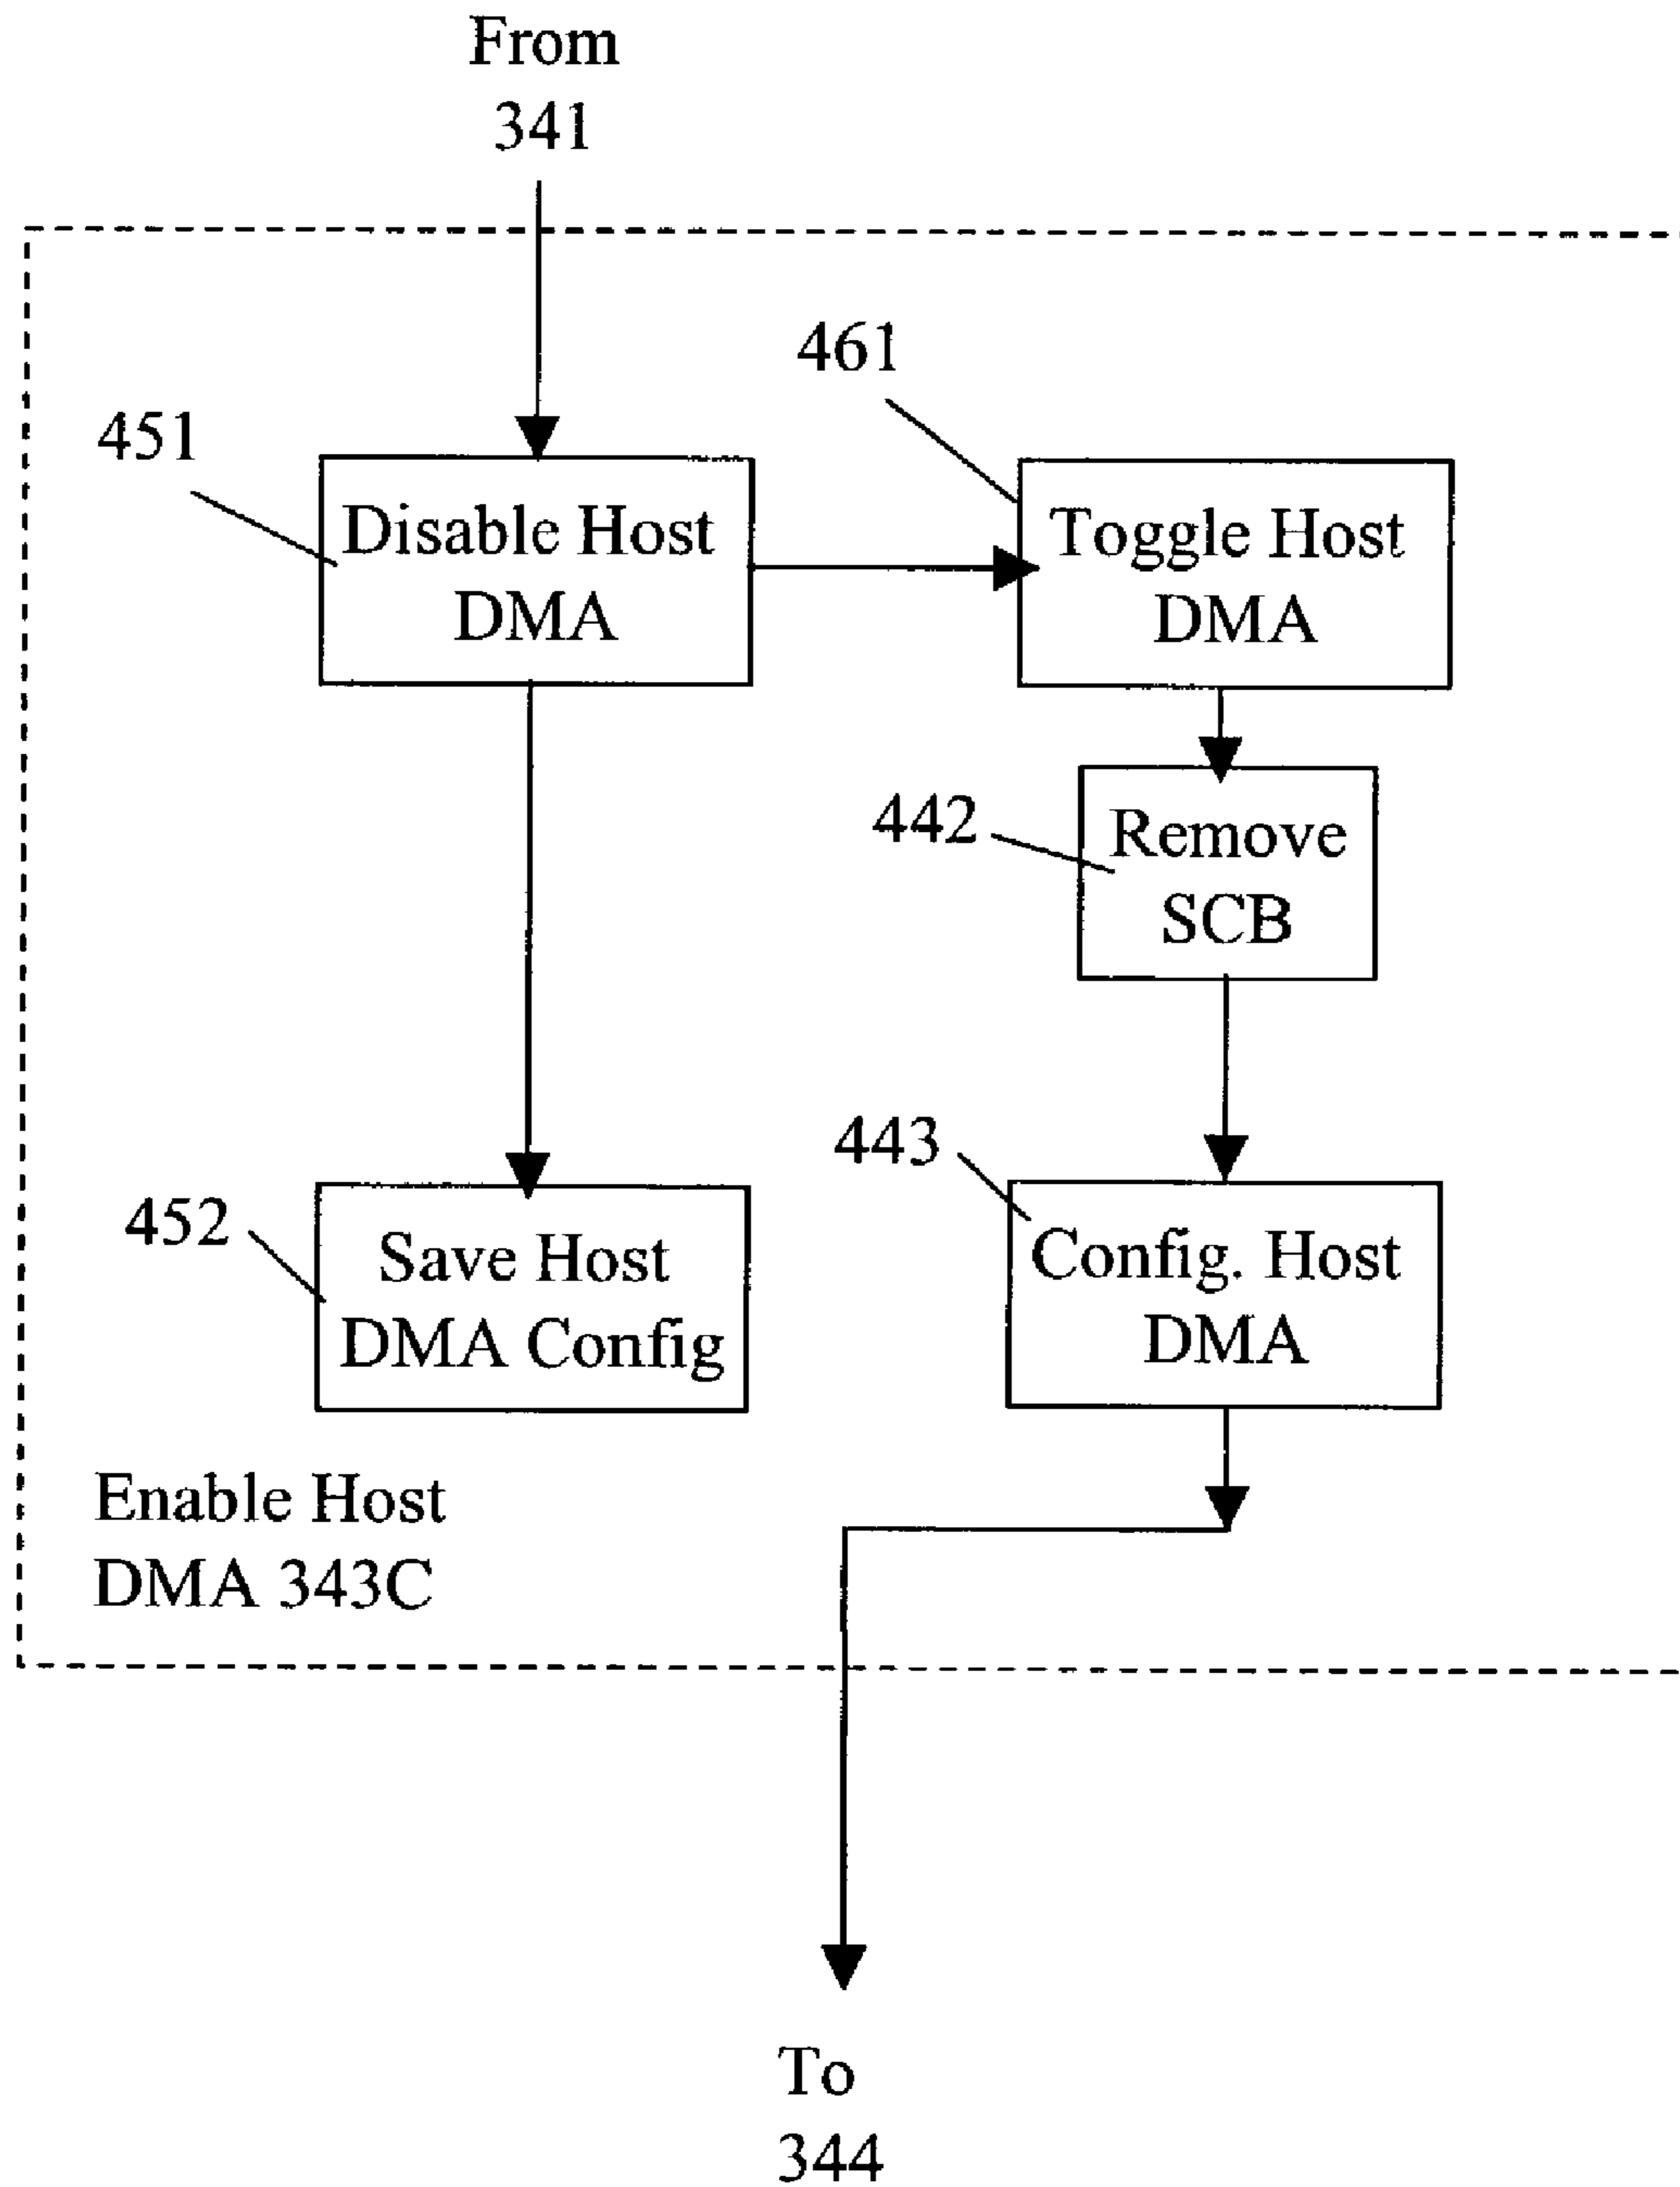 From
341
461
451
Disable Host
DMA
Toggle Host
DMA
442
Remove
SCB
443
452
Save Host
DMA Config
Config. Host
DMA
Enable Host
DMA 343C
To
344